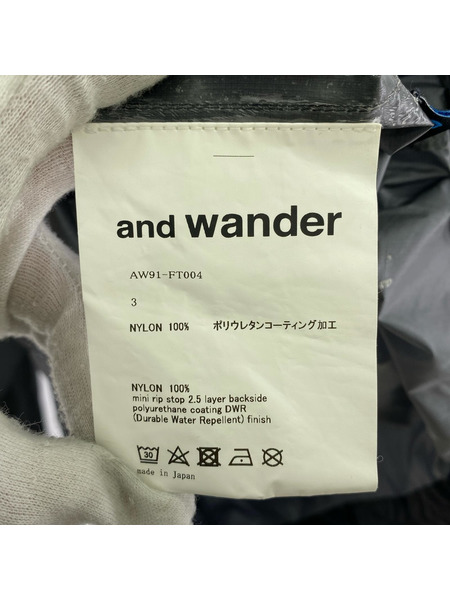 and wander
AW91-FT004
3
NYLON 100% ポリウレタンコーティング加工
NYLON 100%
mini rip stop 2.5 layer backside
polyurethane coating DWR
(Durable Water Repellent) finish
30
made in Japan